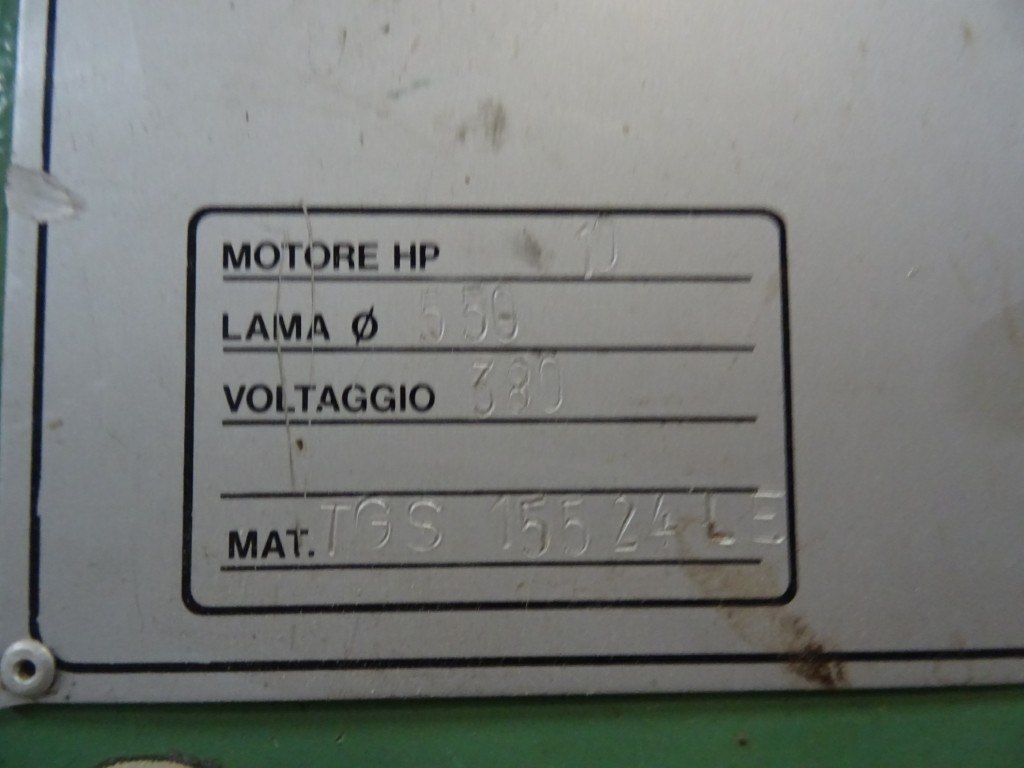 MOTORE HP 10
LAMA Ø 550
VOLTAGGIO 380
MAT. TGS 15524 LE